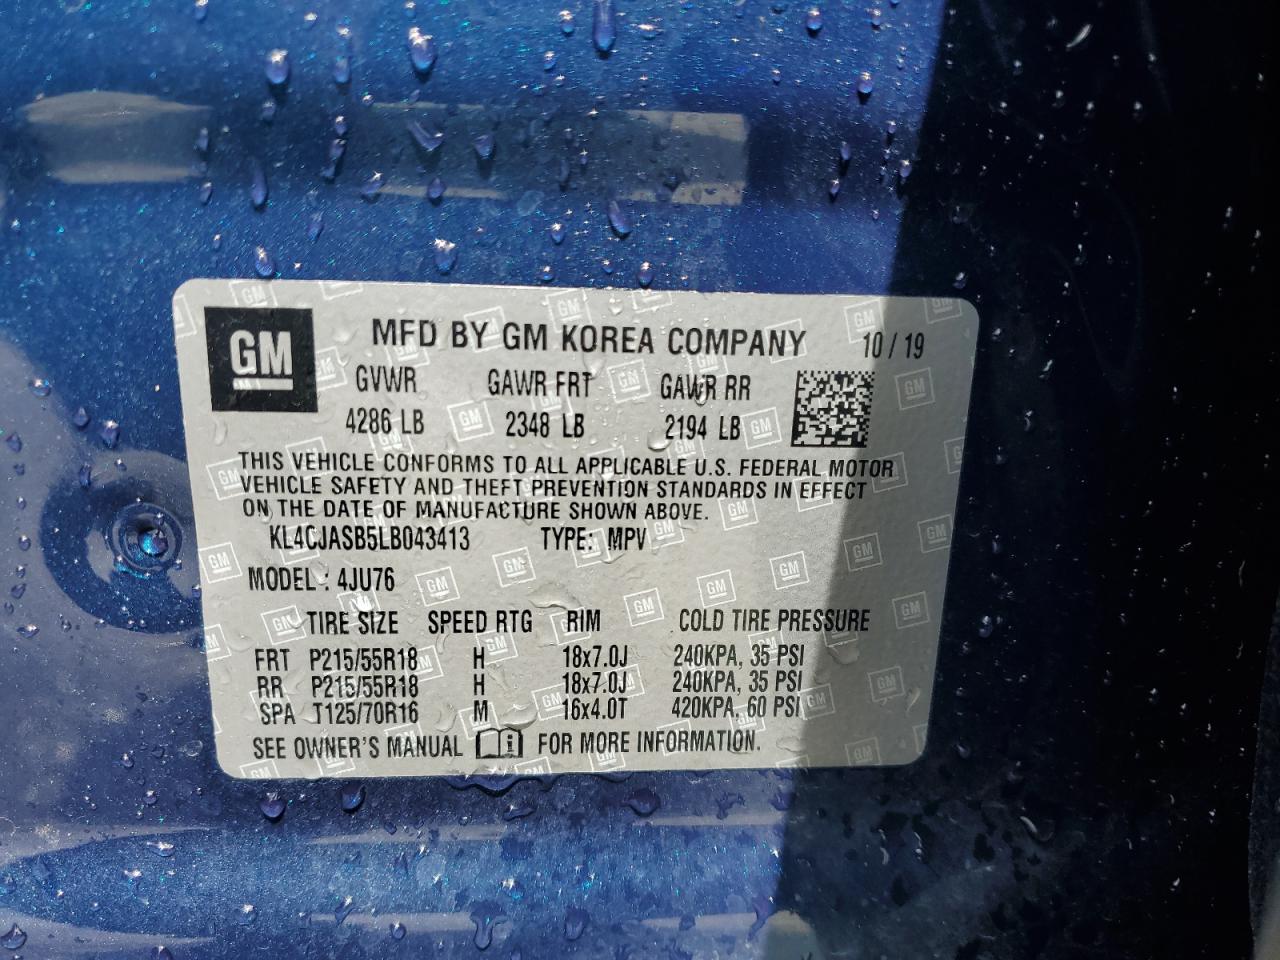 GM
MFD BY GM KOREA COMPANY 10 / 19
GVWR GAWR FRT GAWR RR
4286 LB 2348 LB 2194 LB
THIS VEHICLE CONFORMS TO ALL APPLICABLE U.S. FEDERAL MOTOR
VEHICLE SAFETY AND THEFT PREVENTION STANDARDS IN EFFECT
ON THE DATE OF MANUFACTURE SHOWN ABOVE.
KL4CJASB5LB043413 TYPE: MPV
MODEL : 4JU76
TIRE SIZE SPEED RTG RIM COLD TIRE PRESSURE
FRT P215/55R18 H 18x7.0J 240KPA, 35 PSI
RR P215/55R18 H 18x7.0J 240KPA, 35 PSI
SPA T125/70R16 M 16x4.0T 420KPA, 60 PSI
SEE OWNER'S MANUAL i FOR MORE INFORMATION.